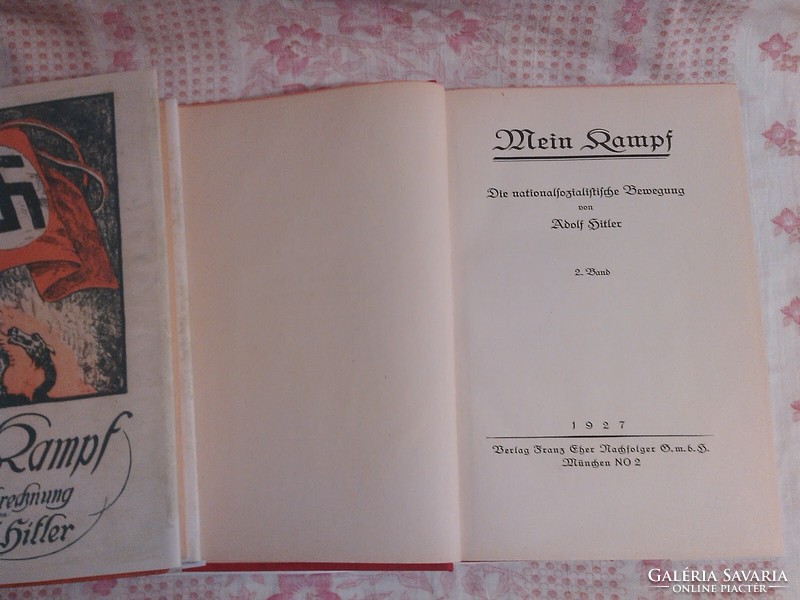 Kampf
rechnung
Hitler
Mein Kampf
Die nationalsozialistische Bewegung
von
Adolf Hitler
2. Band
1927
Verlag Franz Eher Nachfolger G.m.b.H.
München NO 2
GALÉRIA SAVARIA
ONLINE PIACTÉR